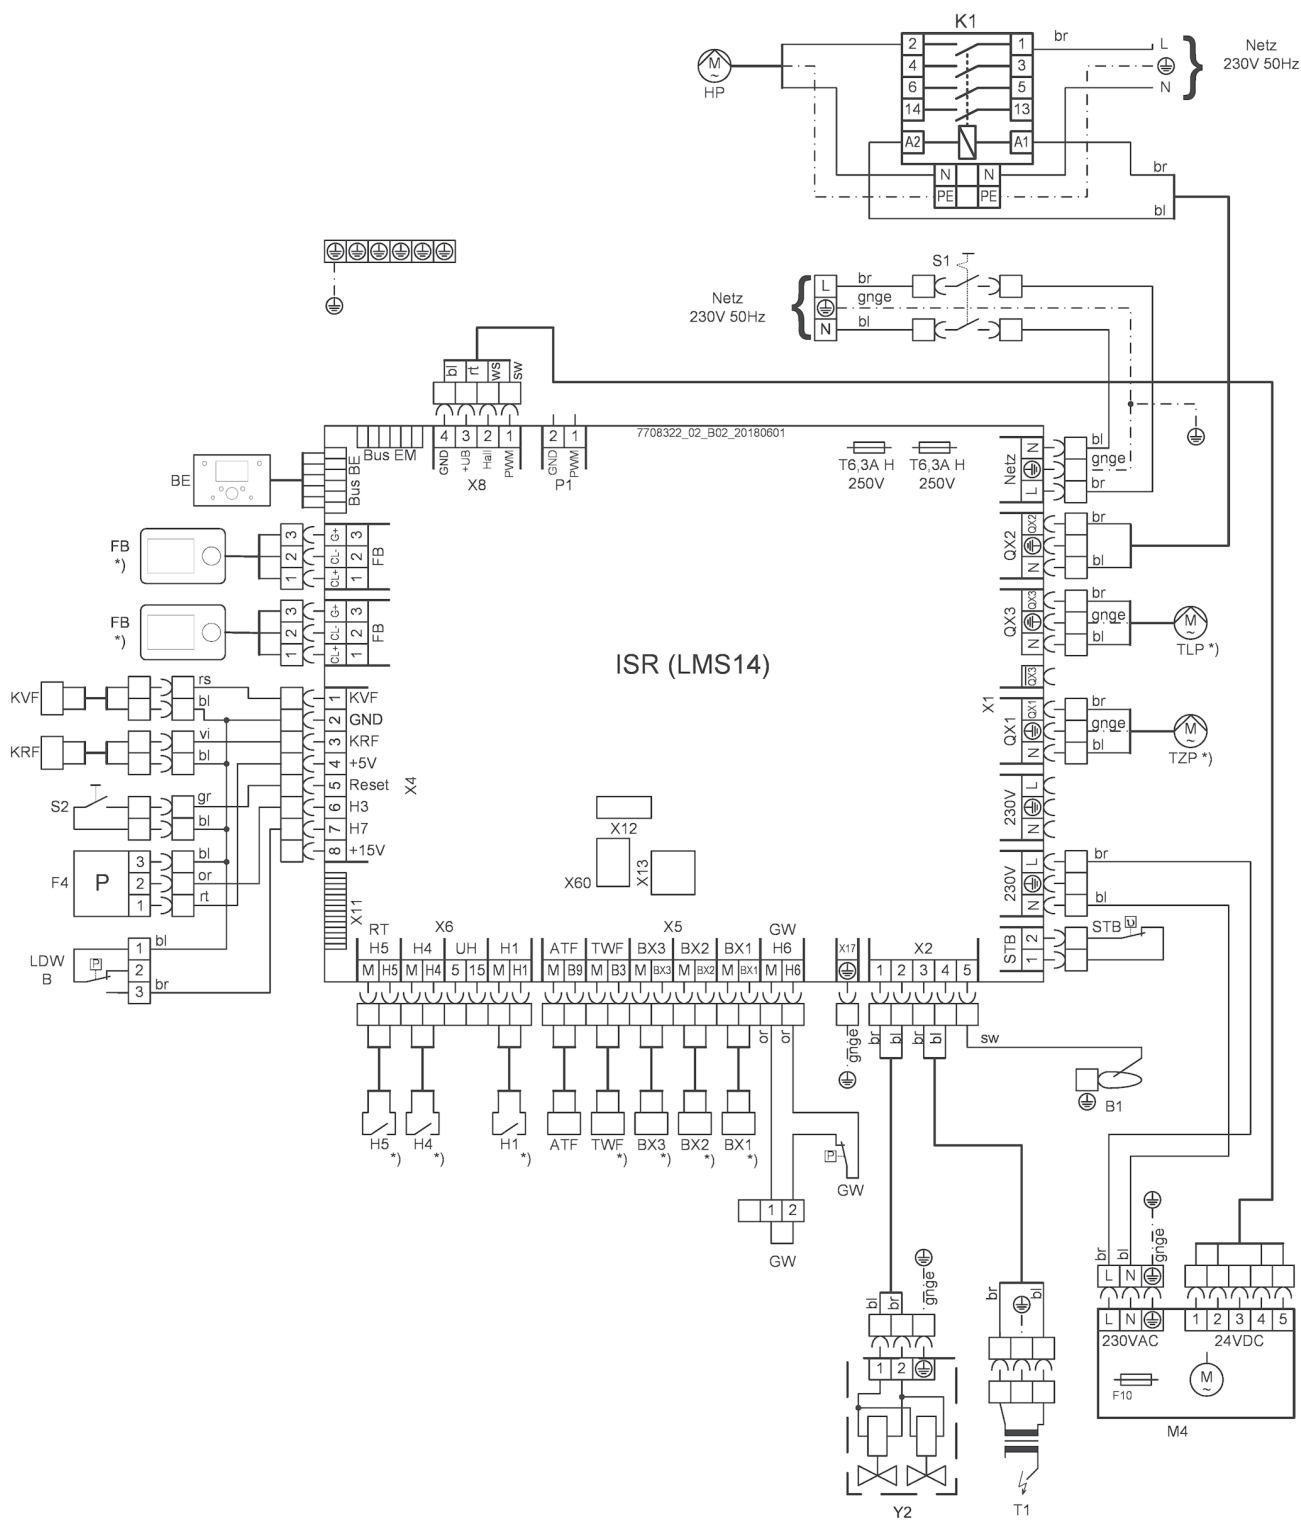 K1
HP
M
~
2
4
6
14
A2
1
3
5
13
A1
N
N
PE
PE
br
L
N
Netz
230V 50Hz
br
bl
Netz
230V 50Hz
L
N
br
gnge
bl
S1
bl
rt
ws
sw
Bus EM
4
3
2
1
GND
+UB
Hall
PWM
X8
2
1
GND
PWM
P1
7708322_02_B02_20180601
T6,3A H
250V
T6,3A H
250V
ISR (LMS14)
BE
Bus BE
FB
*)
3
2
1
G+
CL-
CL+
3
2
1
FB
FB
*)
3
2
1
G+
CL-
CL+
3
2
1
FB
KVF
rs
bl
KRF
vi
bl
S2
gr
bl
F4
P
3
2
1
bl
or
rt
LDW
B
P
1
2
3
bl
br
1 KVF
2 GND
3 KRF
4 +5V
5 Reset
6 H3
7 H7
8 +15V
X4
X11
X12
X60
X13
Netz
N
L
bl
gnge
br
QX2
QX2
N
br
bl
QX3
QX3
N
br
gnge
bl
M
~
TLP *)
QX3
X1
QX1
QX1
N
br
gnge
bl
M
~
TZP *)
230V
L
N
230V
L
N
br
bl
STB
2
1
STB
υ
RT
H5
X6
H4
UH
H1
M
H5
M
H4
5
15
M
H1
X5
ATF
TWF
BX3
BX2
BX1
GW
H6
M
B9
M
B3
M
BX3
M
BX2
M
BX1
M
H6
X17
X2
1
2
3
4
5
or
or
gnge
br
bl
br
bl
sw
B1
H5
*)
H4
*)
H1
*)
ATF
TWF
*)
BX3
*)
BX2
*)
BX1
*)
P
GW
1
2
GW
bl
br
gnge
1
2
Y2
br
bl
T1
br
bl
gnge
L
N
L
N
230VAC
1
2
3
4
5
24VDC
F10
M
~
M4